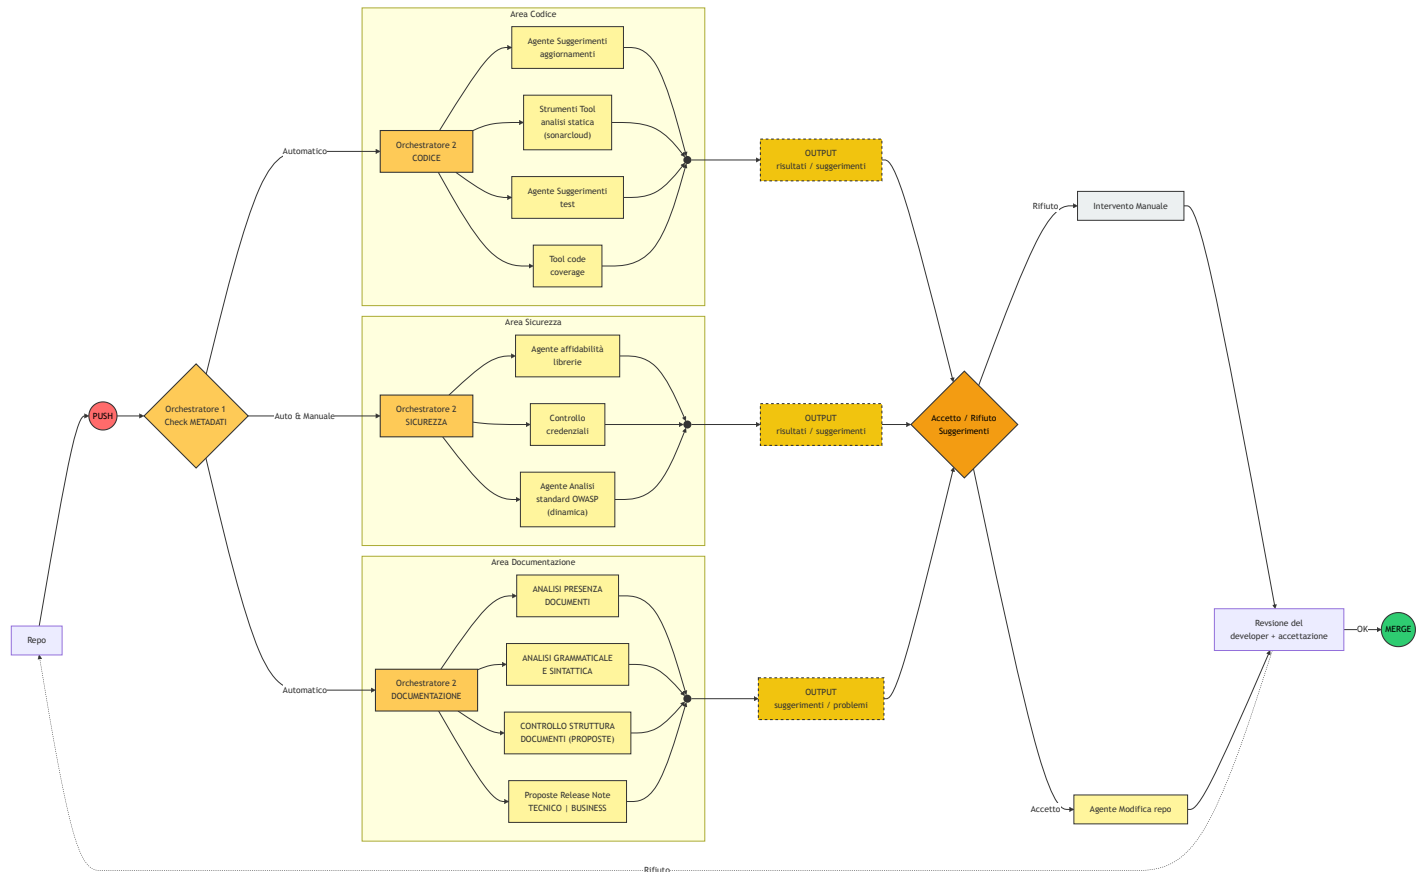 Area Codice
Agente Suggerimenti
aggiornamenti
Strumenti Tool
analisi statica
(sonarcloud)
Orchestratore 2
CODICE
Automatico
Agente Suggerimenti
test
Tool code
coverage
OUTPUT
risultati / suggerimenti
Rifiuto
Intervento Manuale
Area Sicurezza
Agente affidabilità
librerie
Orchestratore 2
SICUREZZA
Auto & Manuale
Controllo
credenziali
Agente Analisi
standard OWASP
(dinamica)
OUTPUT
risultati / suggerimenti
PUSH
Orchestratore 1
Check METADATI
Accetto / Rifiuto
Suggerimenti
Area Documentazione
ANALISI PRESENZA
DOCUMENTI
ANALISI GRAMMATICALE
E SINTATTICA
Orchestratore 2
DOCUMENTAZIONE
Automatico
CONTROLLO STRUTTURA
DOCUMENTI (PROPOSTE)
Proposte Release Note
TECNICO | BUSINESS
OUTPUT
suggerimenti / problemi
Repo
Revsione del
developer + accettazione
OK
MERGE
Accetto
Agente Modifica repo
Rifiuto